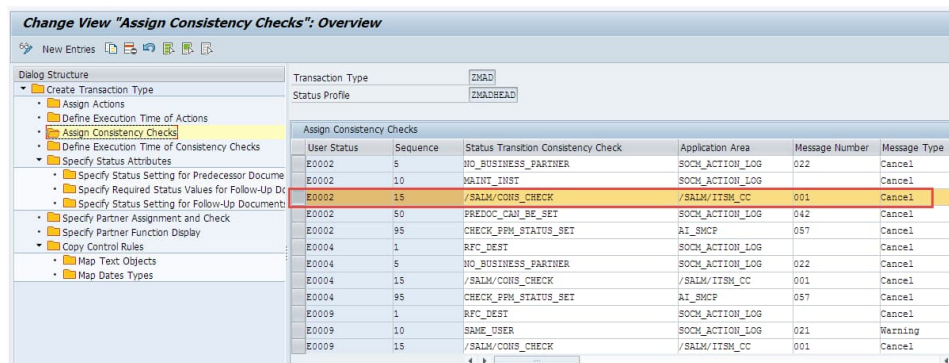 Change View "Assign Consistency Checks": Overview
New Entries
Dialog Structure
Create Transaction Type
Assign Actions
Define Execution Time of Actions
Assign Consistency Checks
Define Execution Time of Consistency Checks
Specify Status Attributes
Specify Status Setting for Predecessor Docume
Specify Required Status Values for Follow-Up Do
Specify Status Setting for Follow-Up Document
Specify Partner Assignment and Check
Specify Partner Function Display
Copy Control Rules
Map Text Objects
Map Dates Types
Transaction Type ZMAD
Status Profile ZMADHEAD
Assign Consistency Checks
User Status Sequence Status Transition Consistency Check Application Area Message Number Message Type
E0002 5 NO_BUSINESS_PARTNER SOCM_ACTION_LOG 022 Cancel
E0002 10 MAINT_INST SOCM_ACTION_LOG Cancel
E0002 15 /SALM/CONS_CHECK /SALM/ITSM_CC 001 Cancel
E0002 50 PREDOC_CAN_BE_SET SOCM_ACTION_LOG 042 Cancel
E0002 95 CHECK_PPM_STATUS_SET AI_SMCP 057 Cancel
E0004 1 RFC_DEST SOCM_ACTION_LOG Cancel
E0004 5 NO_BUSINESS_PARTNER SOCM_ACTION_LOG 022 Cancel
E0004 15 /SALM/CONS_CHECK /SALM/ITSM_CC 001 Cancel
E0004 95 CHECK_PPM_STATUS_SET AI_SMCP 057 Cancel
E0009 1 RFC_DEST SOCM_ACTION_LOG Cancel
E0009 10 SAME_USER SOCM_ACTION_LOG 021 Warning
E0009 15 /SALM/CONS_CHECK /SALM/ITSM_CC 001 Cancel